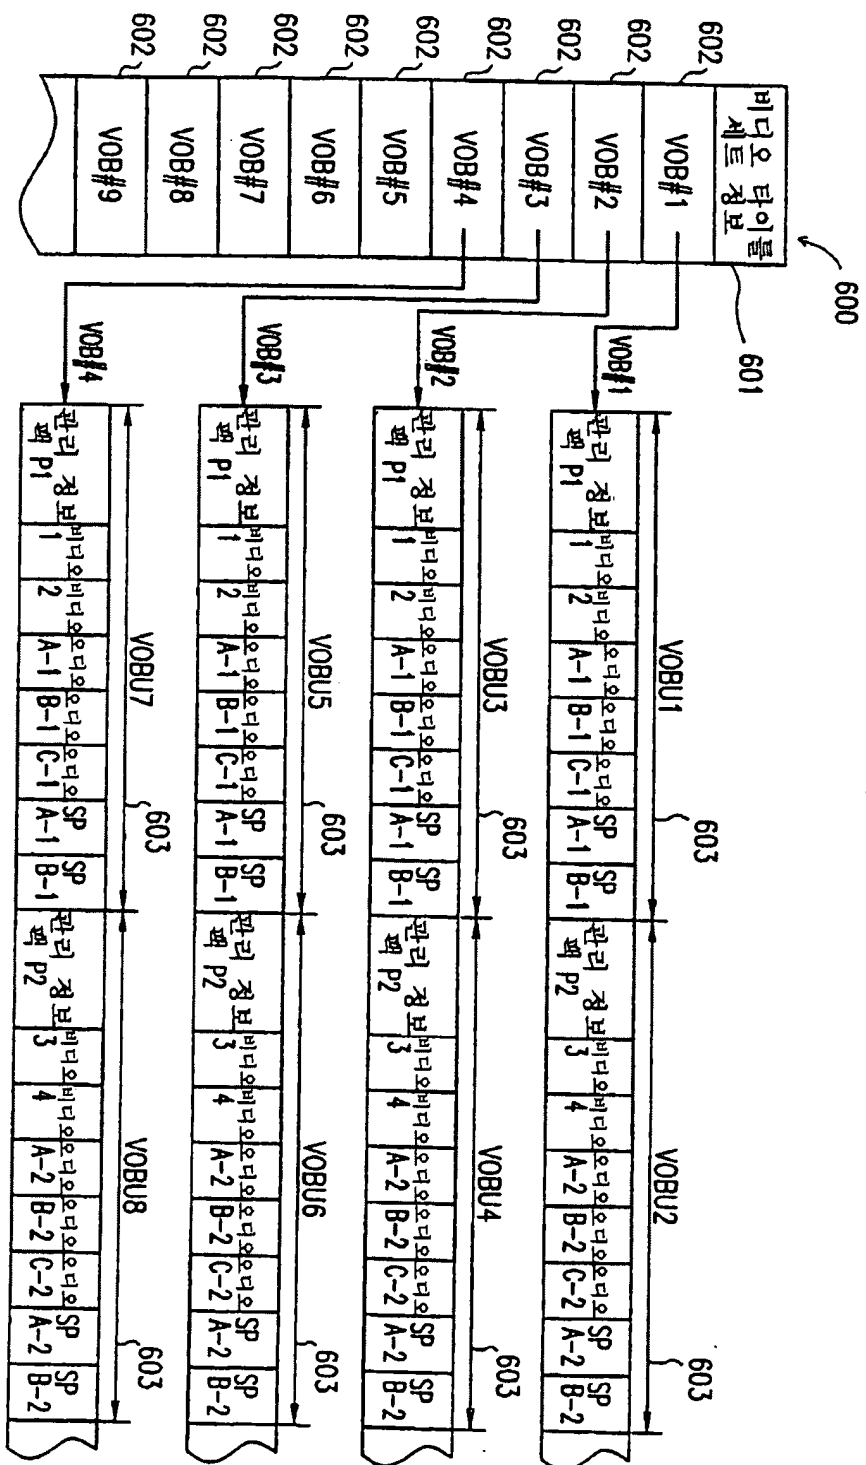 600
601
비디오 타이틀
세트 정보
VOB#1
VOB#2
VOB#3
VOB#4
VOB#5
VOB#6
VOB#7
VOB#8
VOB#9
602
602
602
602
602
602
602
602
602
VOB#1
VOBU1
603
VOBU2
603
관리 정보
팩 P1
비디오
1
비디오
2
오디오
A-1
오디오
B-1
오디오
C-1
SP
A-1
SP
B-1
관리 정보
팩 P2
비디오
3
비디오
4
오디오
A-2
오디오
B-2
오디오
C-2
SP
A-2
SP
B-2
VOB#2
VOBU3
603
VOBU4
603
관리 정보
팩 P1
비디오
1
비디오
2
오디오
A-1
오디오
B-1
오디오
C-1
SP
A-1
SP
B-1
관리 정보
팩 P2
비디오
3
비디오
4
오디오
A-2
오디오
B-2
오디오
C-2
SP
A-2
SP
B-2
VOB#3
VOBU5
603
VOBU6
603
관리 정보
팩 P1
비디오
1
비디오
2
오디오
A-1
오디오
B-1
오디오
C-1
SP
A-1
SP
B-1
관리 정보
팩 P2
비디오
3
비디오
4
오디오
A-2
오디오
B-2
오디오
C-2
SP
A-2
SP
B-2
VOB#4
VOBU7
603
VOBU8
603
관리 정보
팩 P1
비디오
1
비디오
2
오디오
A-1
오디오
B-1
오디오
C-1
SP
A-1
SP
B-1
관리 정보
팩 P2
비디오
3
비디오
4
오디오
A-2
오디오
B-2
오디오
C-2
SP
A-2
SP
B-2